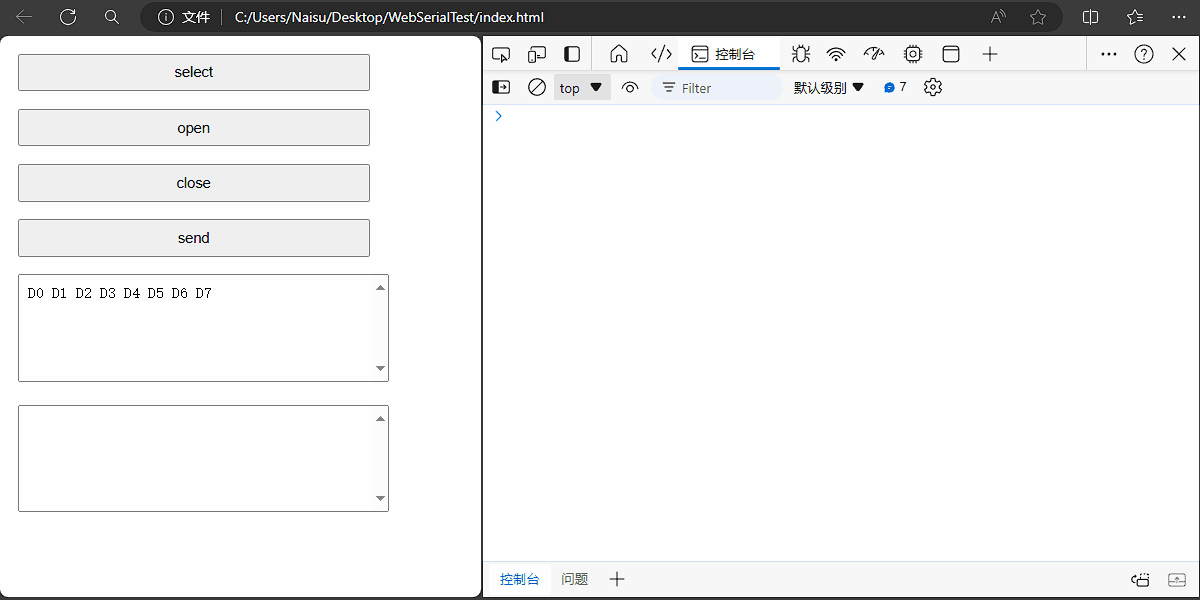 文件 C:/Users/Naisu/Desktop/WebSerialTest/index.html
select
open
close
send
D0 D1 D2 D3 D4 D5 D6 D7
控制台
top Filter 默认级别 7
控制台 问题